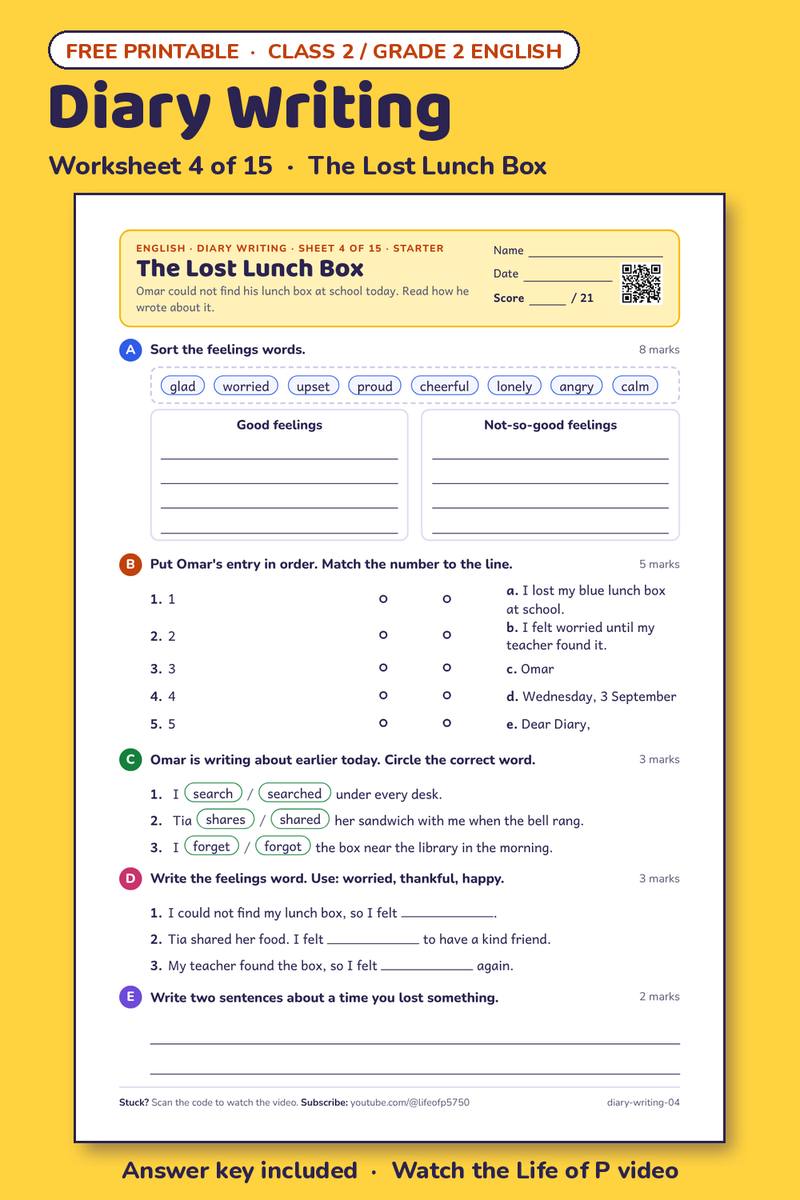 FREE PRINTABLE · CLASS 2 / GRADE 2 ENGLISH
Diary Writing
Worksheet 4 of 15 · The Lost Lunch Box
ENGLISH · DIARY WRITING · SHEET 4 OF 15 · STARTER
The Lost Lunch Box
Omar could not find his lunch box at school today. Read how he
wrote about it.
Name
Date
Score / 21
A Sort the feelings words. 8 marks
glad worried upset proud cheerful lonely angry calm
Good feelings
Not-so-good feelings
B Put Omar's entry in order. Match the number to the line. 5 marks
1. 1
a. I lost my blue lunch box
at school.
2. 2
b. I felt worried until my
teacher found it.
3. 3
c. Omar
4. 4
d. Wednesday, 3 September
5. 5
e. Dear Diary,
C Omar is writing about earlier today. Circle the correct word. 3 marks
1. I search / searched under every desk.
2. Tia shares / shared her sandwich with me when the bell rang.
3. I forget / forgot the box near the library in the morning.
D Write the feelings word. Use: worried, thankful, happy. 3 marks
1. I could not find my lunch box, so I felt ____________.
2. Tia shared her food. I felt ____________ to have a kind friend.
3. My teacher found the box, so I felt ____________ again.
E Write two sentences about a time you lost something. 2 marks
Stuck? Scan the code to watch the video. Subscribe: youtube.com/@lifeofp5750
diary-writing-04
Answer key included · Watch the Life of P video